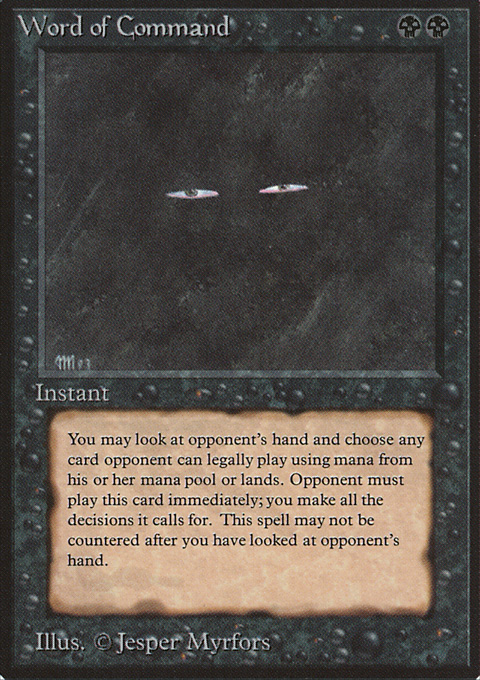 Word of Command
Instant
You may look at opponent's hand and choose any
card opponent can legally play using mana from
his or her mana pool or lands. Opponent must
play this card immediately; you make all the
decisions it calls for. This spell may not be
countered after you have looked at opponent's
hand.
Illus. © Jesper Myrfors